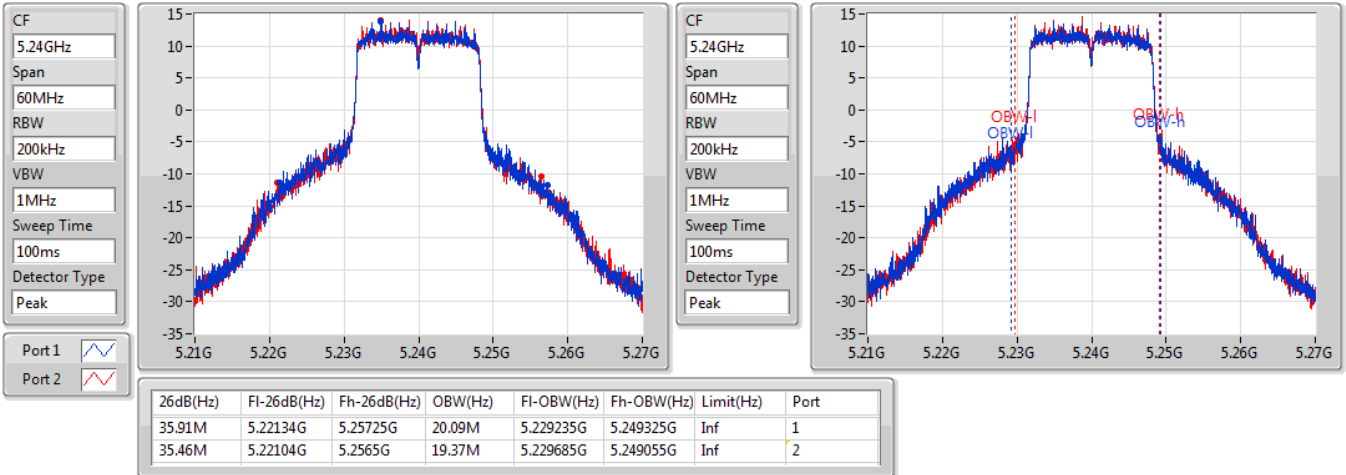 CF
5.24GHz
Span
60MHz
RBW
200kHz
VBW
1MHz
Sweep Time
100ms
Detector Type
Peak
Port 1
Port 2
15-
10-
5-
0-
-5-
-10-
-15-
-20-
-25-
-30-
-35-
5.21G 5.22G 5.23G 5.24G 5.25G 5.26G 5.27G
CF
5.24GHz
Span
60MHz
RBW
200kHz
VBW
1MHz
Sweep Time
100ms
Detector Type
Peak
15-
10-
5-
0-
-5-
-10-
-15-
-20-
-25-
-30-
-35-
OBW-l
OBW-l
OBW-h
OBW-h
5.21G 5.22G 5.23G 5.24G 5.25G 5.26G 5.27G
26dB(Hz) Fl-26dB(Hz) Fh-26dB(Hz) OBW(Hz) Fl-OBW(Hz) Fh-OBW(Hz) Limit(Hz) Port
35.91M 5.22134G 5.25725G 20.09M 5.229235G 5.249325G Inf 1
35.46M 5.22104G 5.2565G 19.37M 5.229685G 5.249055G Inf 2